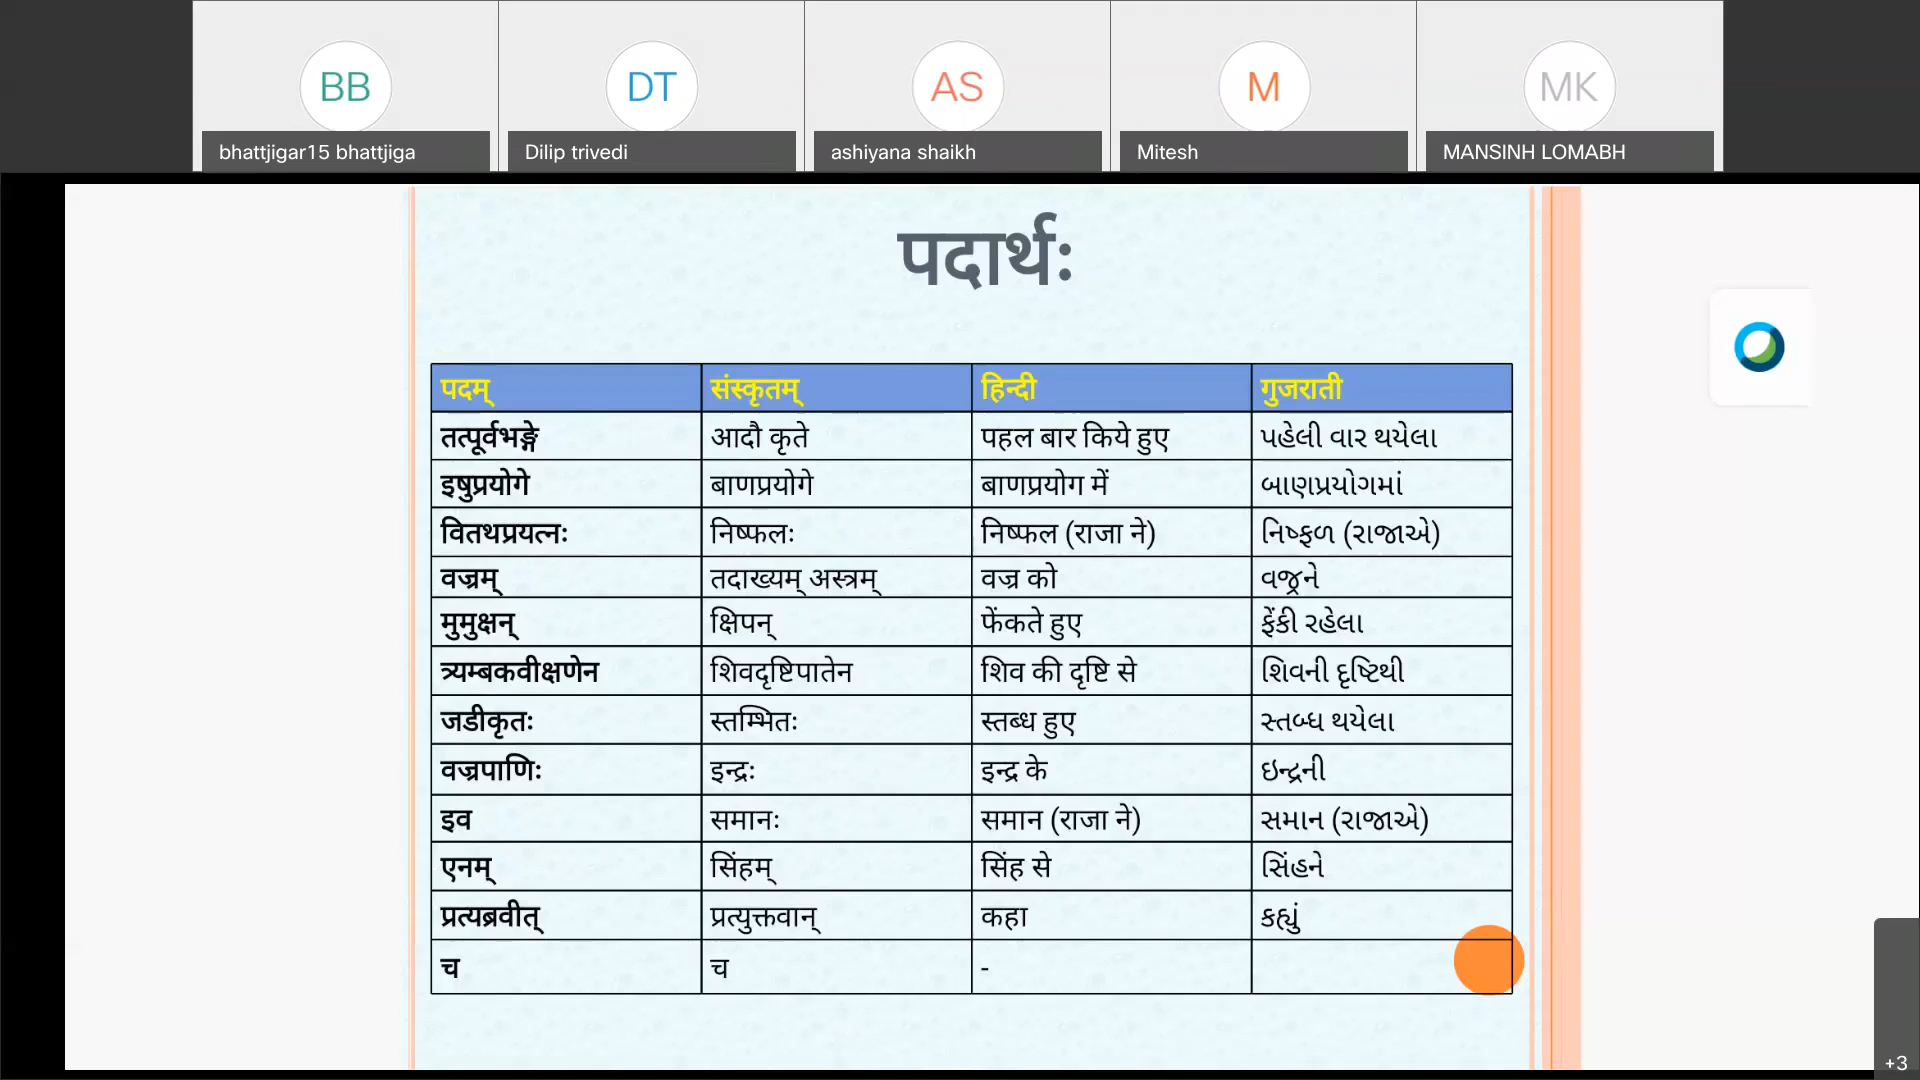 BB DT AS M MK
bhattjigar15 bhattjiga Dilip trivedi ashiyana shaikh Mitesh MANSINH LOMABH
पदार्थः
पदम् संस्कृतम् हिन्दी गुजराती
तत्पूर्वभङ्गे आदौ कृते पहल बार किये हुए પહેલી વાર થયેલા
इषुप्रयोगे बाणप्रयोगे बाणप्रयोग में બાણપ્રયોગમાં
वितथप्रयत्नः निष्फलः निष्फल (राजा ने) નિષ્ફળ (રાજાએ)
वज्रम् तदाख्यम् अस्त्रम् वज्र को વજ્રને
मुमुक्षन् क्षिपन् फेंकते हुए ફેંકી રહેલા
त्र्यम्बकवीक्षणेन शिवदृष्टिपातेन शिव की दृष्टि से શિવની દૃષ્ટિથી
जडीकृतः स्तम्भितः स्तब्ध हुए સ્તબ્ધ થયેલા
वज्रपाणिः इन्द्रः इन्द्र के ઇન્દ્રની
इव समानः समान (राजा ने) સમાન (રાજાએ)
एनम् सिंहम् सिंह से સિંહને
प्रत्यब्रवीत् प्रत्युक्तवान् कहा કહ્યું
च च -
+3